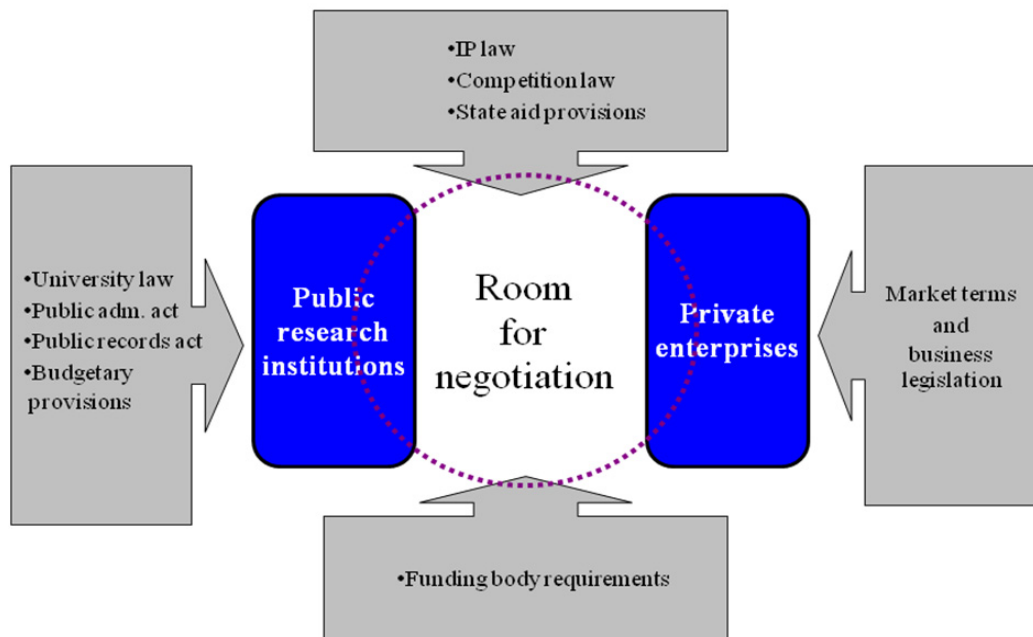 •IP law
•Competition law
•State aid provisions
•University law
•Public adm. act
•Public records act
•Budgetary
provisions
Public
research
institutions
Room
for
negotiation
Private
enterprises
Market terms
and
business
legislation
•Funding body requirements